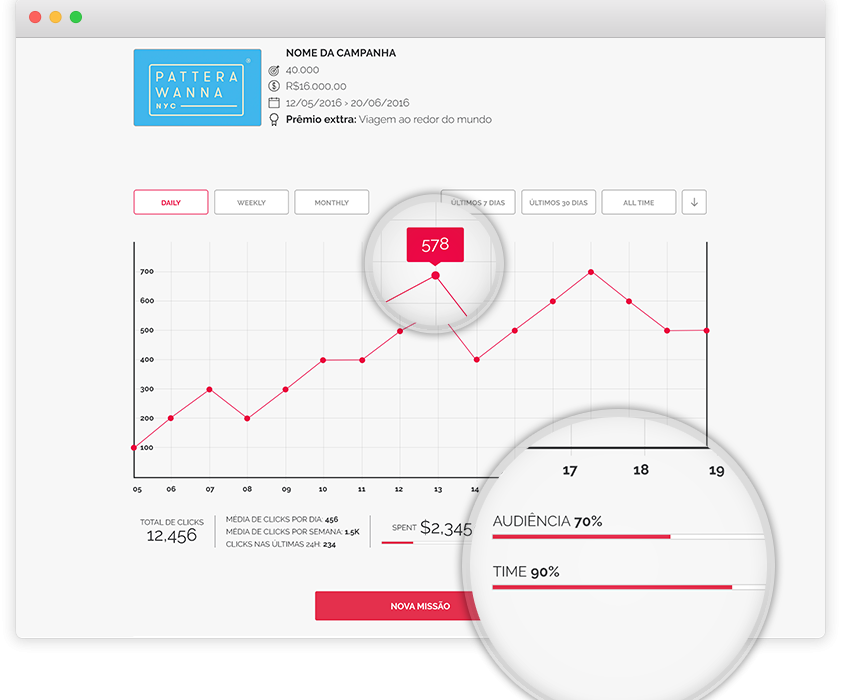 PATTERA
WANNA
NYC
NOME DA CAMPANHA
40.000
R$16.000,00
12/05/2016 > 20/06/2016
Prêmio exttra: Viagem ao redor do mundo
DAILY
WEEKLY
MONTHLY
ÚLTIMOS 7 DIAS
ÚLTIMOS 30 DIAS
ALL TIME
578
700
600
500
400
300
200
100
05 06 07 08 09 10 11 12 13 14
17 18 19
TOTAL DE CLICKS
12,456
MÉDIA DE CLICKS POR DIA: 456
MÉDIA DE CLICKS POR SEMANA: 1,5K
CLICKS NAS ÚLTIMAS 24H: 234
SPENT $2,345
AUDIÊNCIA 70%
TIME 90%
NOVA MISSÃO